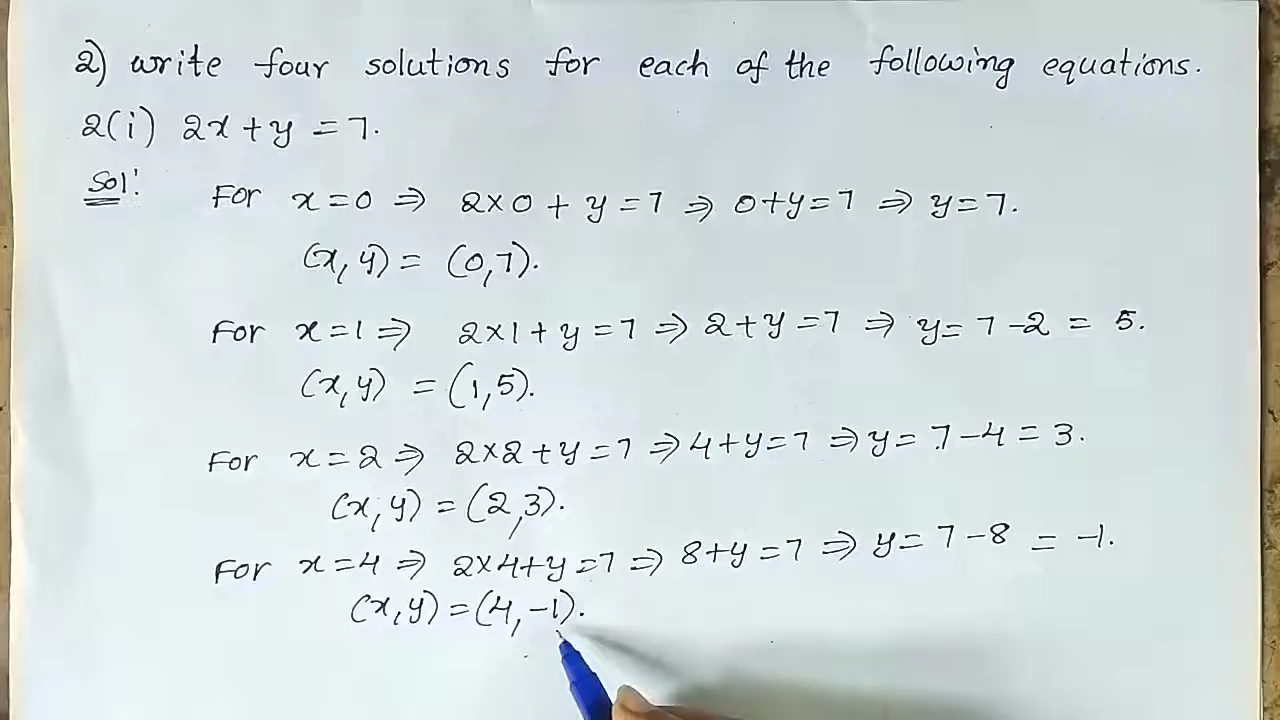 2) write four solutions for each of the following equations.
2(i) 2x+y=7.
Sol: For x=0 ⇒ 2×0 + y=7 ⇒ 0+y=7 ⇒ y=7.
(x,y) = (0,7).
For x=1 ⇒ 2×1+y=7 ⇒ 2+y=7 ⇒ y=7-2 = 5.
(x,y) = (1,5).
For x=2 ⇒ 2×2+y=7 ⇒ 4+y=7 ⇒ y=7-4=3.
(x,y) = (2,3).
For x=4 ⇒ 2×4+y=7 ⇒ 8+y=7 ⇒ y=7-8 = -1.
(x,y) = (4,-1).